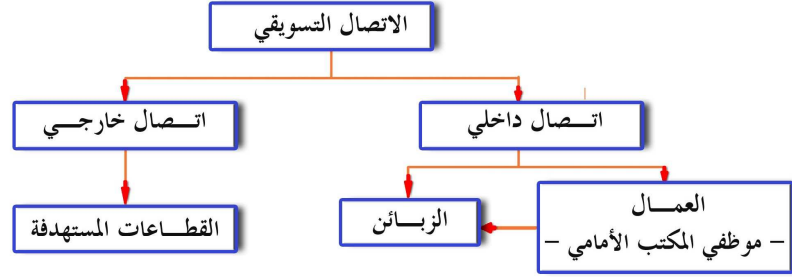 الاتصال التسويقي
اتـــصال داخلي
اتـــصال خارجـــي
العمـــال
– موظفي المكتب الأمامي –
الزبـــائن
القطـــاعات المستهدفة